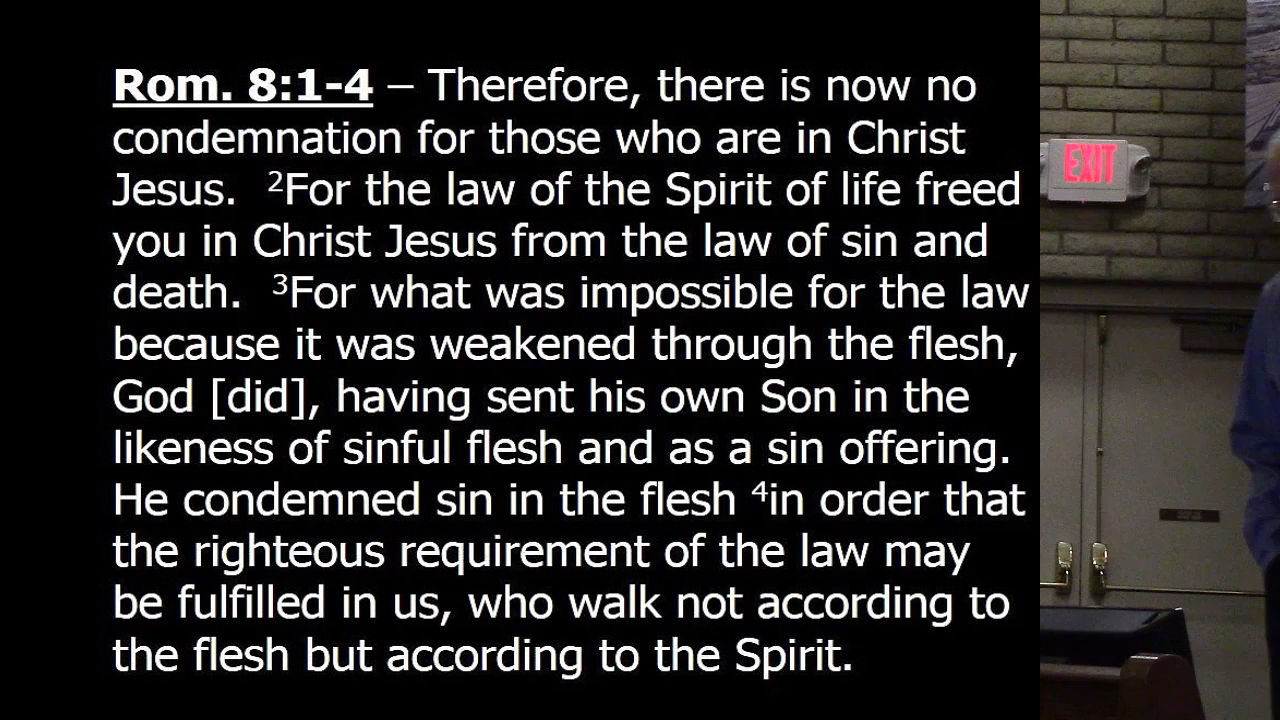 Rom. 8:1-4 – Therefore, there is now no
condemnation for those who are in Christ
Jesus. ²For the law of the Spirit of life freed
you in Christ Jesus from the law of sin and
death. ³For what was impossible for the law
because it was weakened through the flesh,
God [did], having sent his own Son in the
likeness of sinful flesh and as a sin offering.
He condemned sin in the flesh ⁴in order that
the righteous requirement of the law may
be fulfilled in us, who walk not according to
the flesh but according to the Spirit.
EXIT